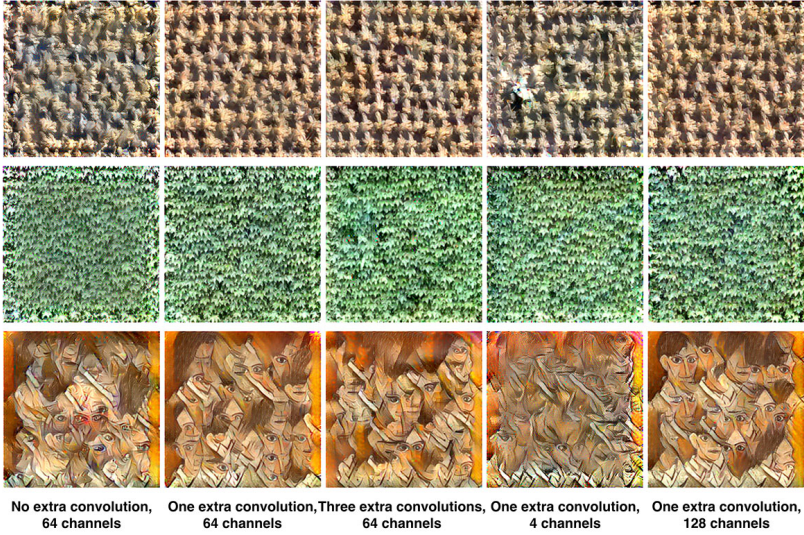 No extra convolution,
64 channels
One extra convolution,
64 channels
Three extra convolutions,
64 channels
One extra convolution,
4 channels
One extra convolution,
128 channels